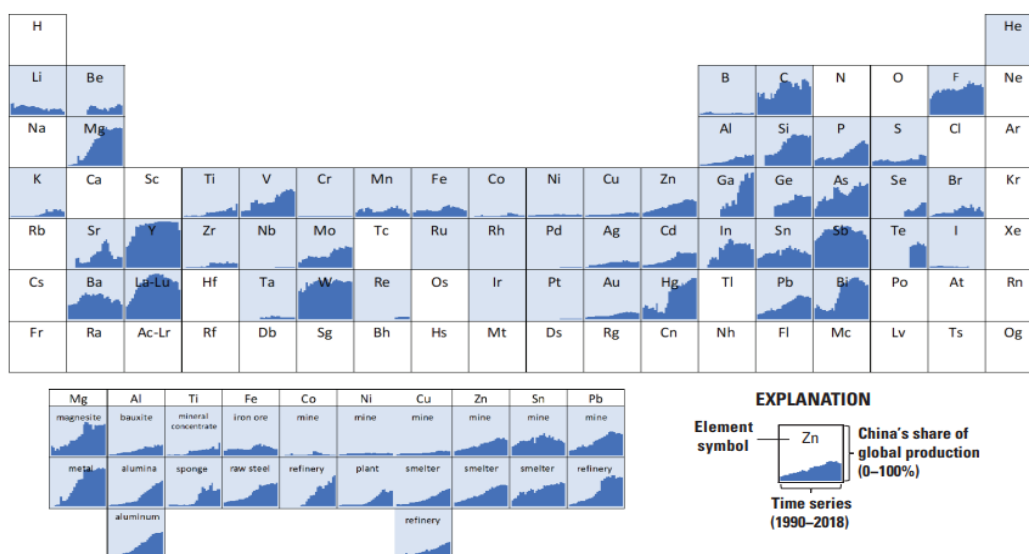 H He
Li Be B C N O F Ne
Na Mg Al Si P S Cl Ar
K Ca Sc Ti V Cr Mn Fe Co Ni Cu Zn Ga Ge As Se Br Kr
Rb Sr Y Zr Nb Mo Tc Ru Rh Pd Ag Cd In Sn Sb Te I Xe
Cs Ba La-Lu Hf Ta W Re Os Ir Pt Au Hg Tl Pb Bi Po At Rn
Fr Ra Ac-Lr Rf Db Sg Bh Hs Mt Ds Rg Cn Nh Fl Mc Lv Ts Og
Mg Al Ti Fe Co Ni Cu Zn Sn Pb
magnesite bauxite mineral concentrate iron ore mine mine mine mine mine mine
metal alumina sponge raw steel refinery plant smelter smelter smelter refinery
aluminum refinery
EXPLANATION
Element
symbol
Zn
China's share of
global production
(0–100%)
Time series
(1990–2018)